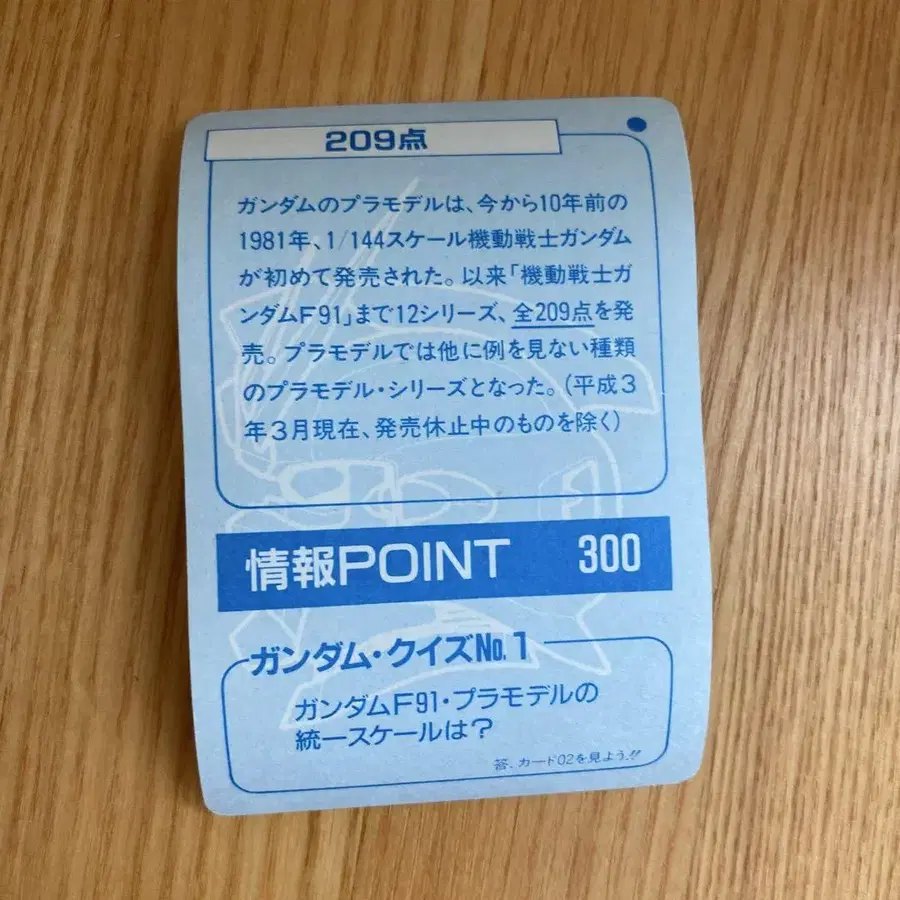 209点
ガンダムのプラモデルは、今から10年前の
1981年、1/144スケール機動戦士ガンダム
が初めて発売された。以来「機動戦士ガ
ンダムF91」まで12シリーズ、全209点を発
売。プラモデルでは他に例を見ない種類
のプラモデル・シリーズとなった。(平成3
年3月現在、発売休止中のものを除く)
情報POINT 300
ガンダム・クイズNo.1
ガンダムF91・プラモデルの
統一スケールは?
答、カード02を見よう!!